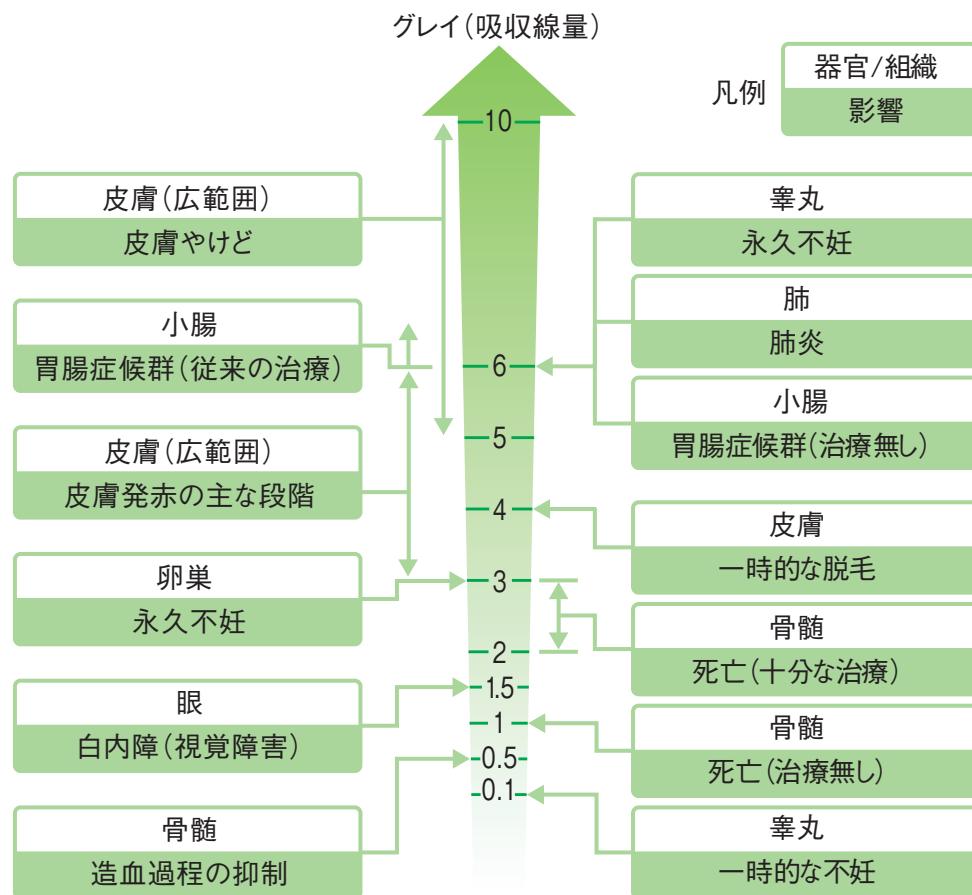 グレイ(吸収線量)
凡例
器官/組織
影響
10
6
5
4
3
2
1.5
1
0.5
0.1
皮膚(広範囲)
皮膚やけど
小腸
胃腸症候群(従来の治療)
皮膚(広範囲)
皮膚発赤の主な段階
卵巣
永久不妊
眼
白内障(視覚障害)
骨髄
造血過程の抑制
睾丸
永久不妊
肺
肺炎
小腸
胃腸症候群(治療無し)
皮膚
一時的な脱毛
骨髄
死亡(十分な治療)
骨髄
死亡(治療無し)
睾丸
一時的な不妊